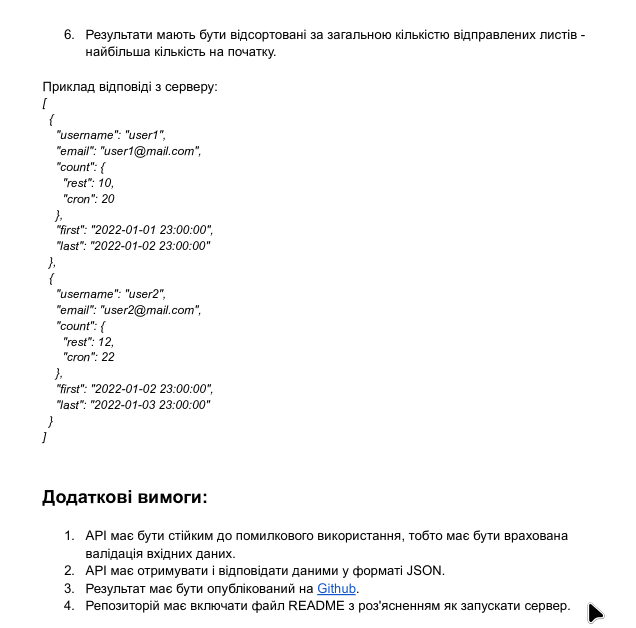 6. Результати мають бути відсортовані за загальною кількістю відправлених листів -
найбільша кількість на початку.
Приклад відповіді з серверу:
[
{
"username": "user1",
"email": "user1@mail.com",
"count": {
"rest": 10,
"cron": 20
},
"first": "2022-01-01 23:00:00",
"last": "2022-01-02 23:00:00"
},
{
"username": "user2",
"email": "user2@mail.com",
"count": {
"rest": 12,
"cron": 22
},
"first": "2022-01-02 23:00:00",
"last": "2022-01-03 23:00:00"
}
]
Додаткові вимоги:
1. API має бути стійким до помилкового використання, тобто має бути врахована
валідація вхідних даних.
2. API має отримувати і відповідати даними у форматі JSON.
3. Результат має бути опублікований на Github.
4. Репозиторій має включати файл README з роз'ясненням як запускати сервер.